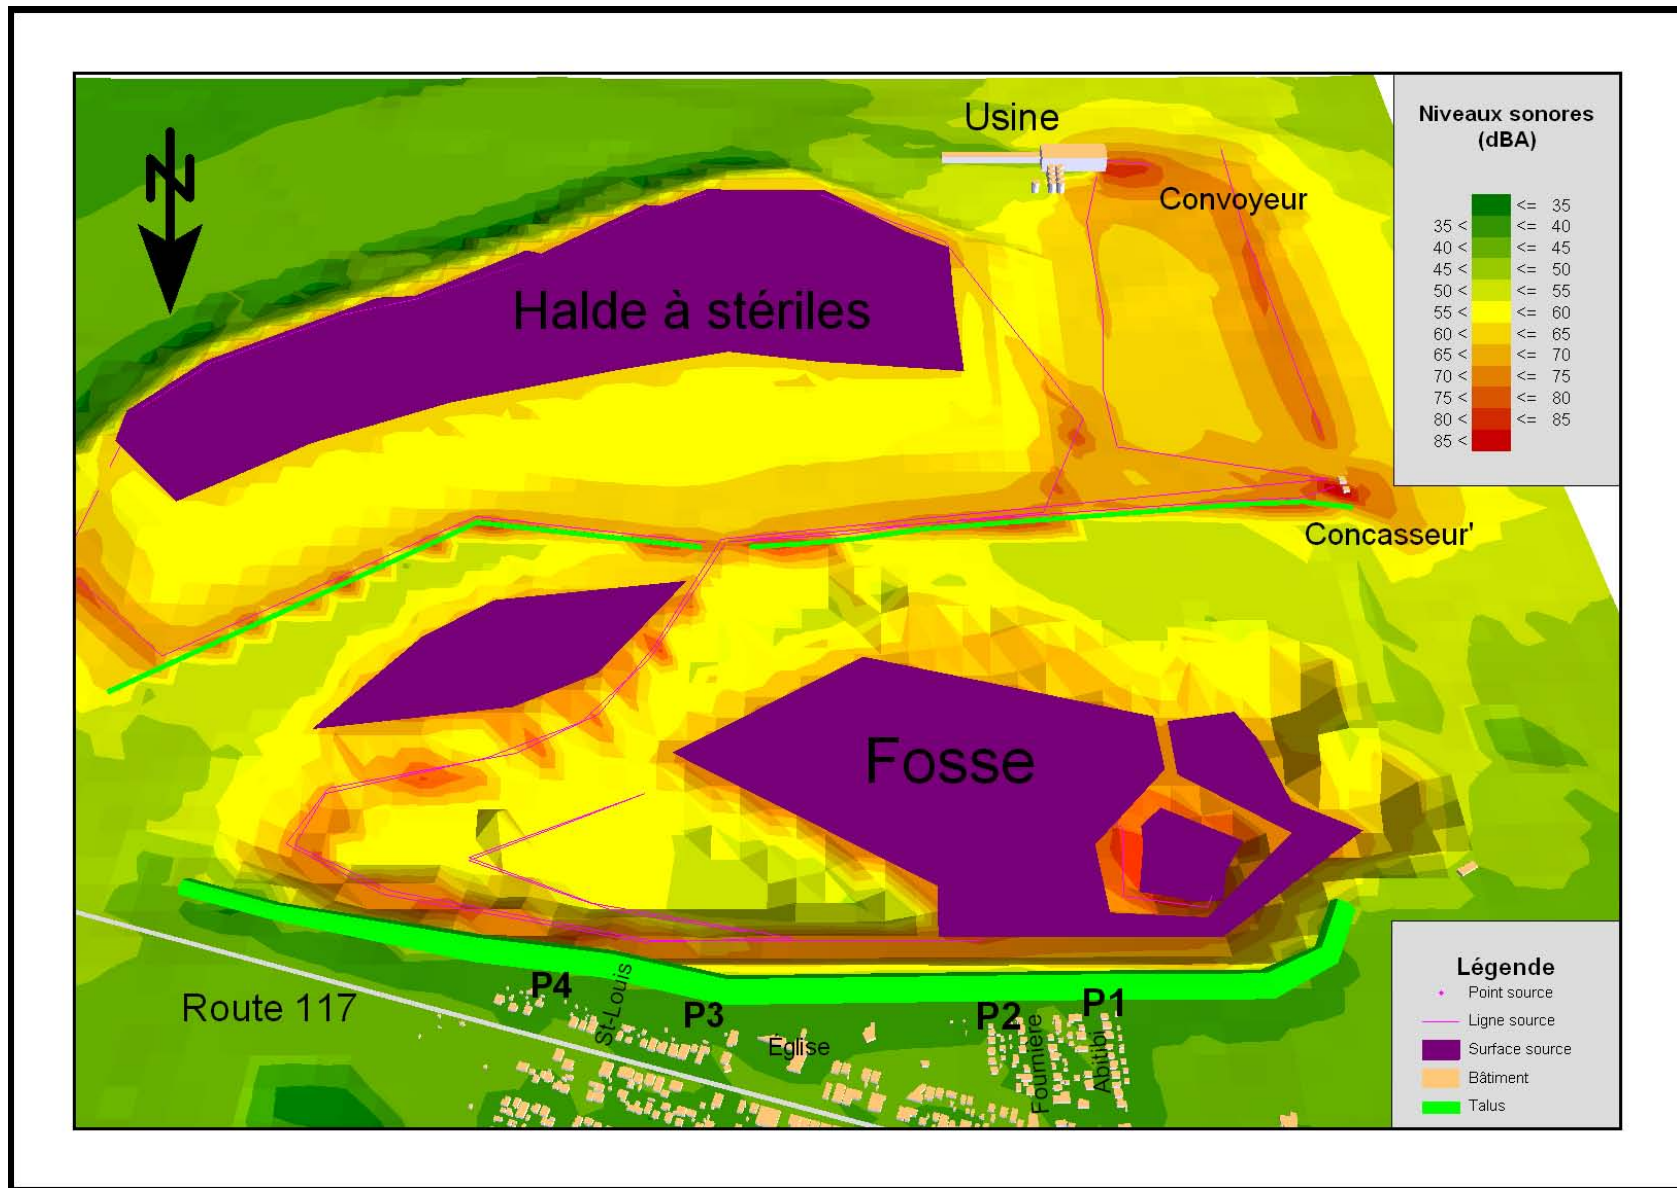 Usine
Convoyeur
Halde à stériles
Concasseur'
Fosse
Route 117
P4
St-Louis
P3
Église
P2
Fournière
P1
Abitibi
N
Niveaux sonores
(dBA)
<= 35
35 < <= 40
40 < <= 45
45 < <= 50
50 < <= 55
55 < <= 60
60 < <= 65
65 < <= 70
70 < <= 75
75 < <= 80
80 < <= 85
85 <
Légende
Point source
Ligne source
Surface source
Bâtiment
Talus